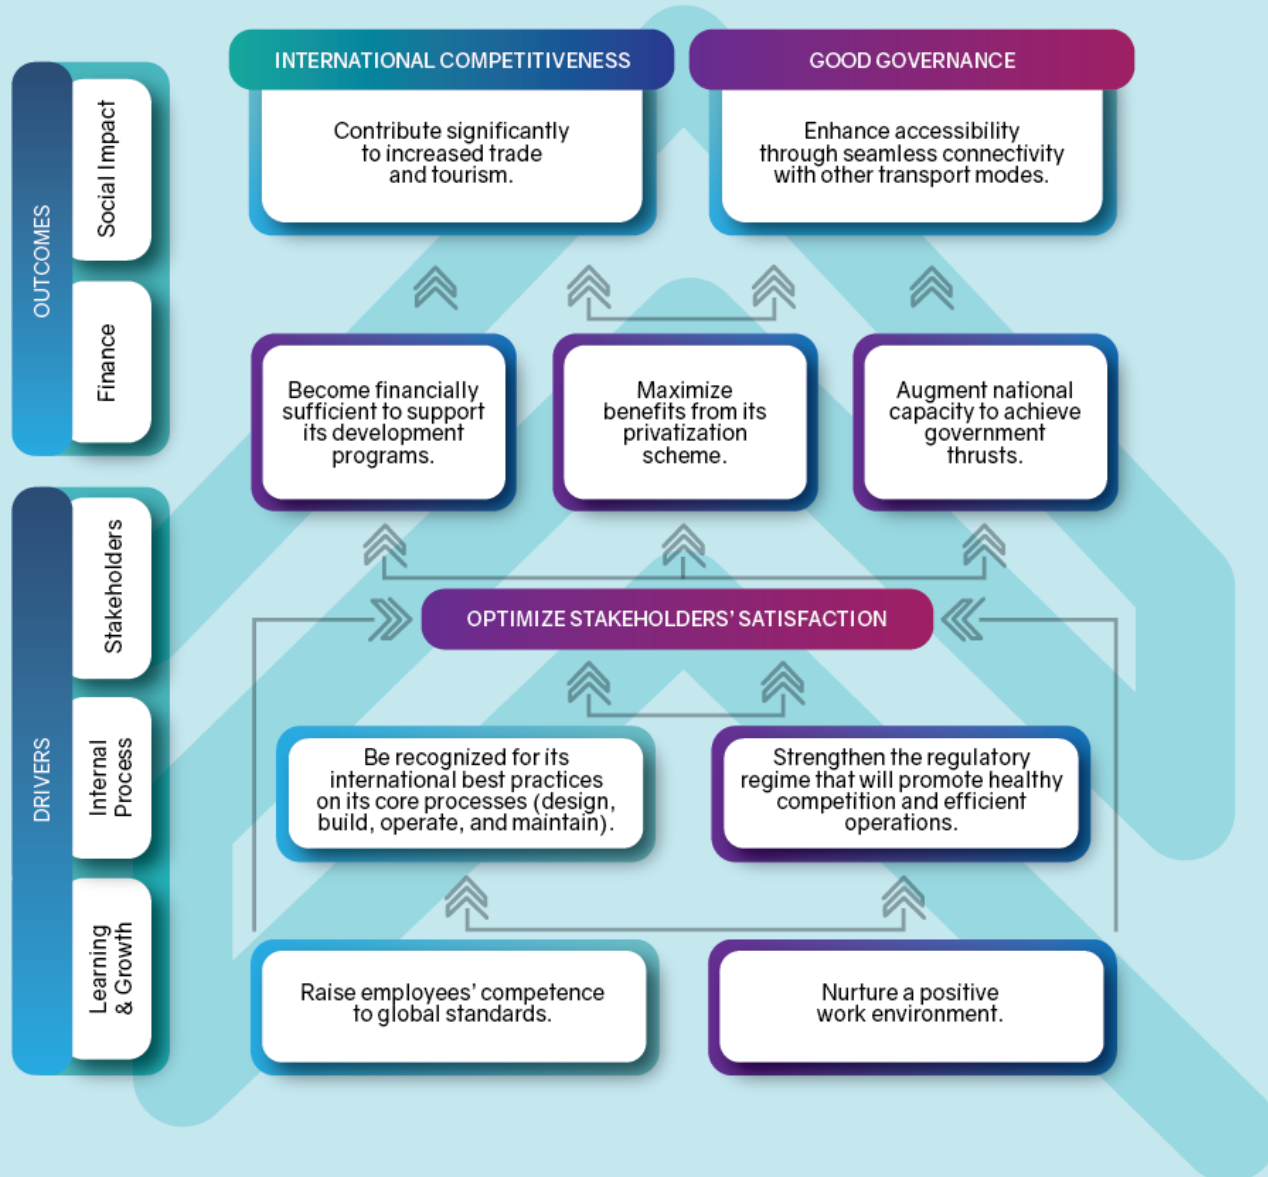 INTERNATIONAL COMPETITIVENESS
GOOD GOVERNANCE
OUTCOMES
Social Impact
Contribute significantly
to increased trade
and tourism.
Enhance accessibility
through seamless connectivity
with other transport modes.
Finance
Become financially
sufficient to support
its development
programs.
Maximize
benefits from its
privatization
scheme.
Augment national
capacity to achieve
government
thrusts.
DRIVERS
Stakeholders
OPTIMIZE STAKEHOLDERS’ SATISFACTION
Internal
Process
Be recognized for its
international best practices
on its core processes (design,
build, operate, and maintain).
Strengthen the regulatory
regime that will promote healthy
competition and efficient
operations.
Learning
& Growth
Raise employees’ competence
to global standards.
Nurture a positive
work environment.